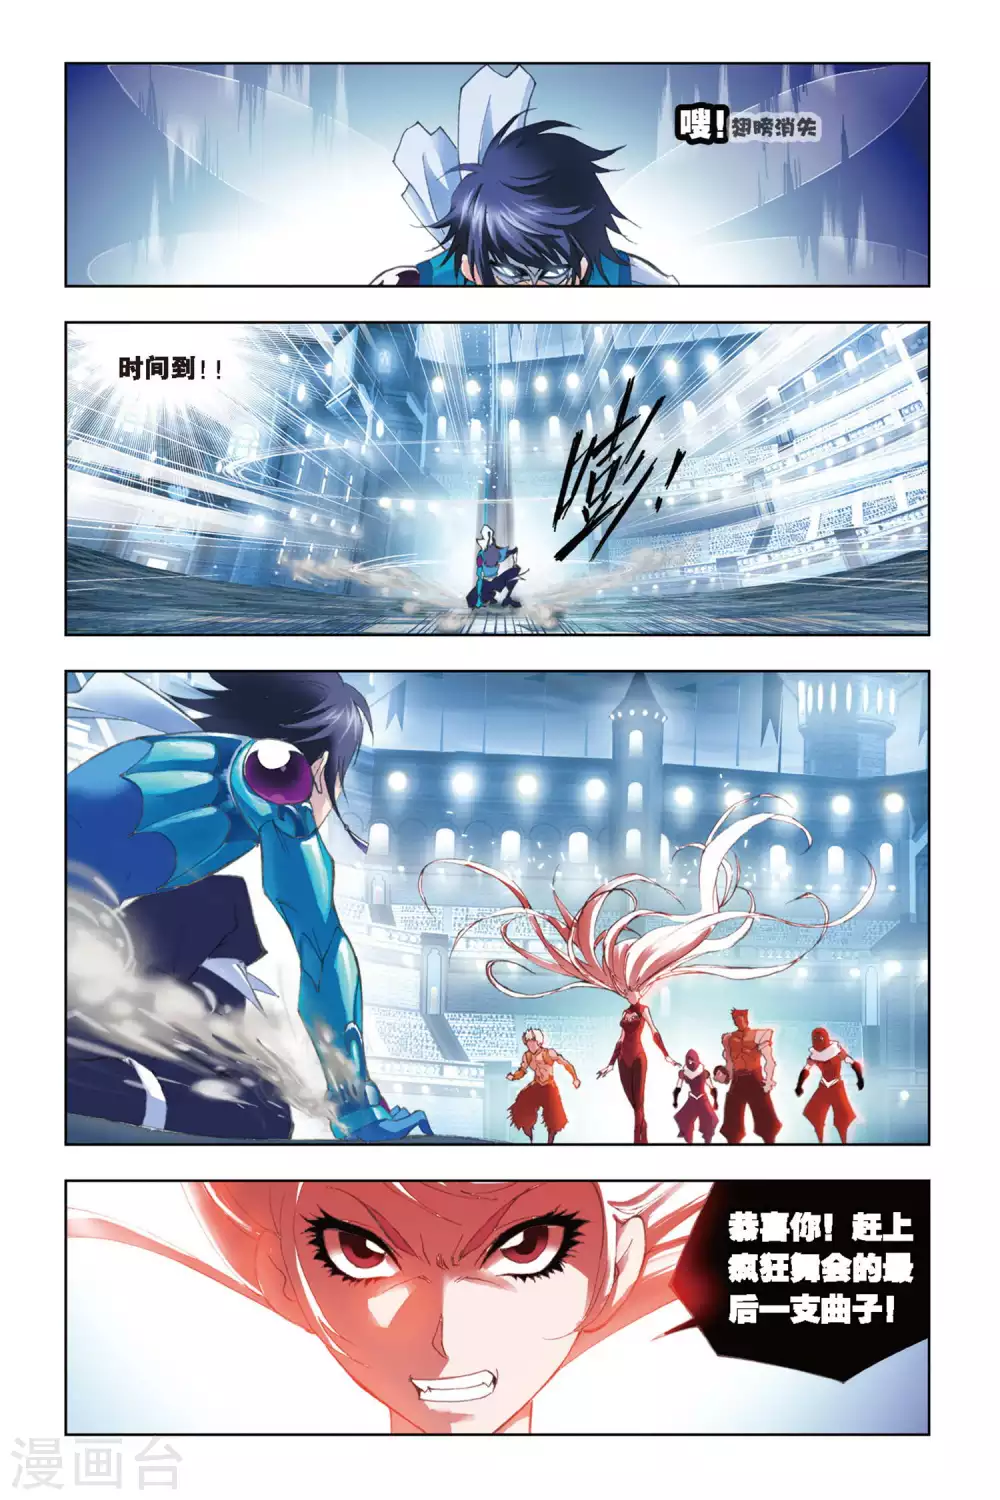 嗖！翅膀消失
时间到！！
嘭！
恭喜你！赶上
疯狂舞会的最
后一支曲子！
漫画台